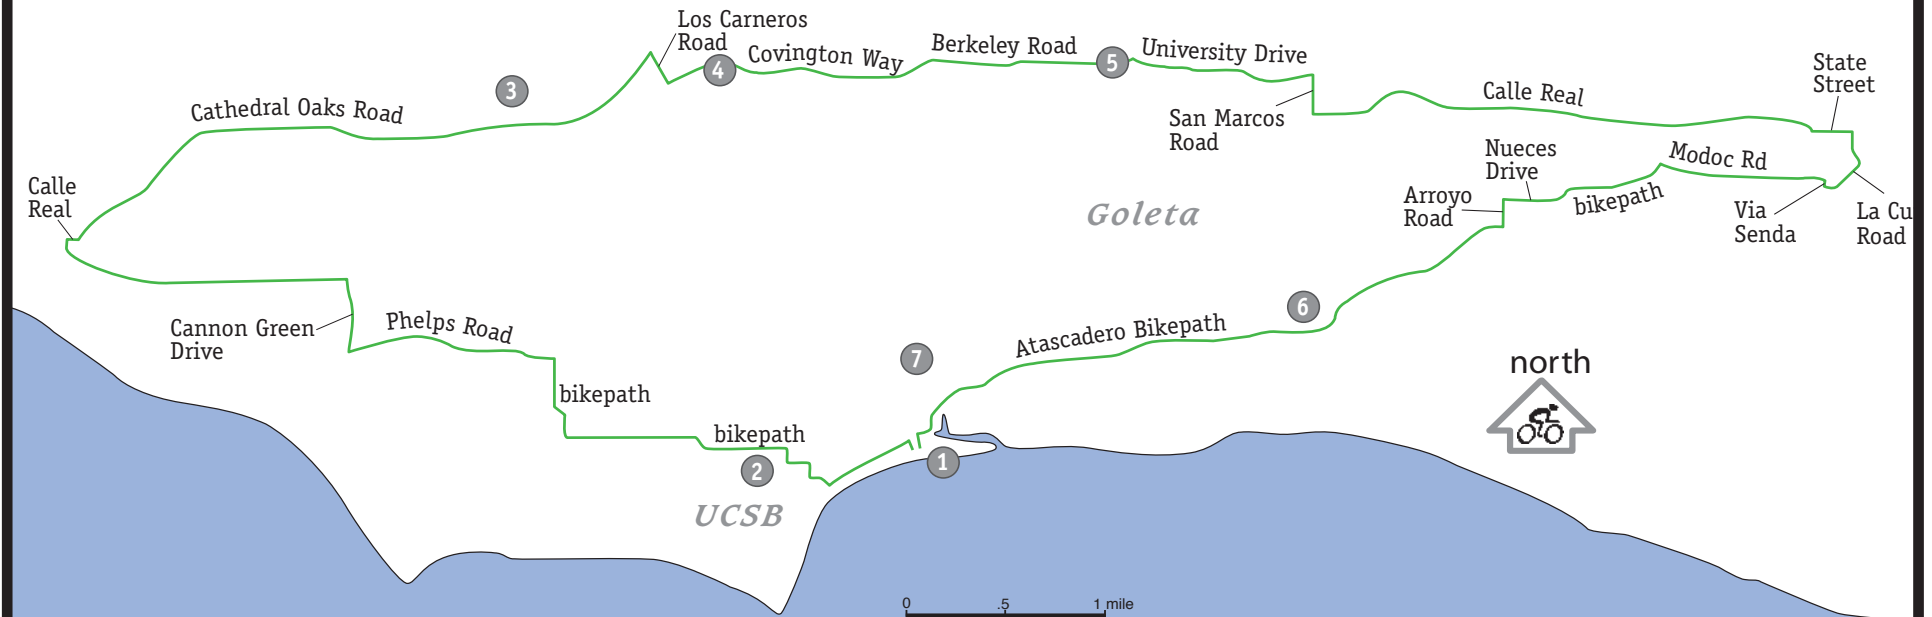 Los Carneros
Road
4
Covington Way
Berkeley Road
5
University Drive
State
Street
3
Cathedral Oaks Road
San Marcos
Road
Calle Real
Nueces
Drive
Modoc Rd
Calle
Real
Arroyo
Road
bikepath
Via
Senda
La Cu
Road
Goleta
Cannon Green
Drive
Phelps Road
6
Atascadero Bikepath
7
north
bikepath
bikepath
2
1
UCSB
0 .5 1 mile